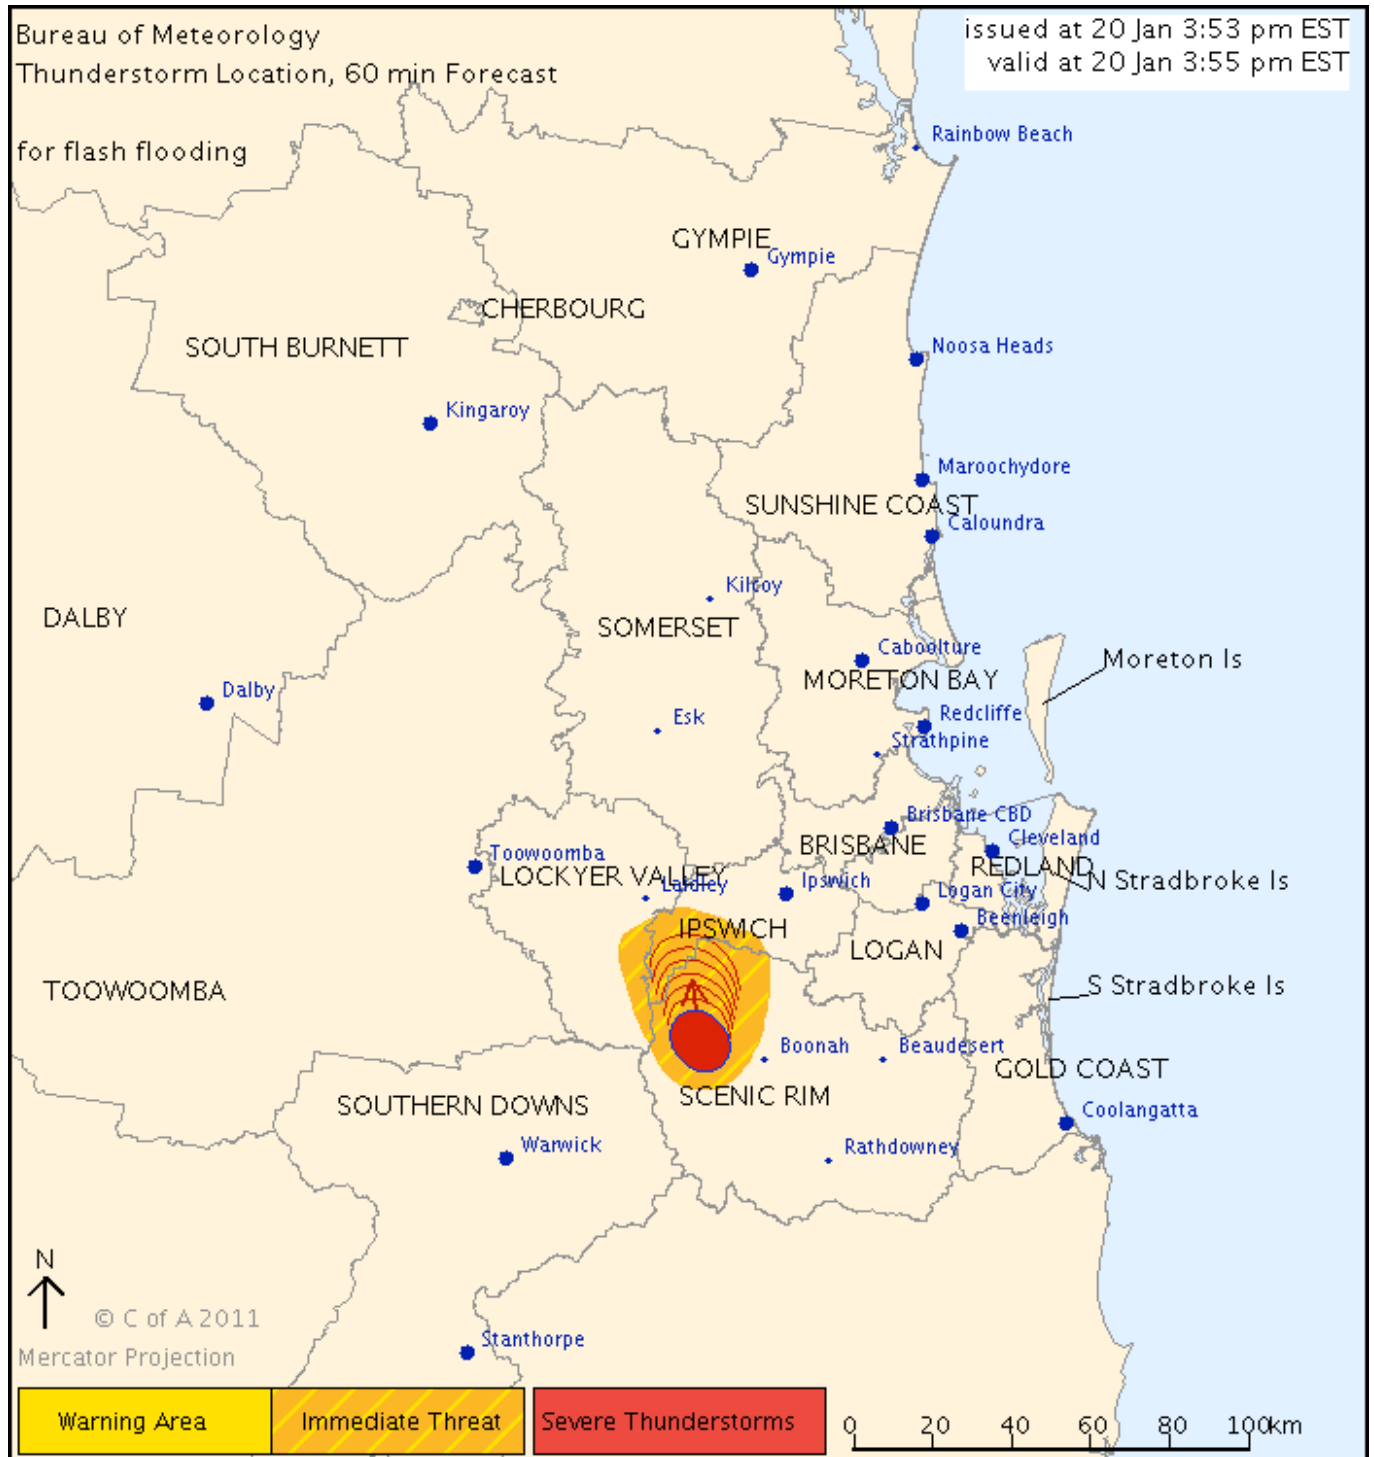 Bureau of Meteorology
Thunderstorm Location, 60 min Forecast
for flash flooding
issued at 20 Jan 3:53 pm EST
valid at 20 Jan 3:55 pm EST
Rainbow Beach
GYMPIE
Gympie
CHERBOURG
SOUTH BURNETT
Noosa Heads
Kingaroy
Maroochydore
SUNSHINE COAST
Caloundra
Kilcoy
DALBY
SOMERSET
Caboolture
Moreton Is
MORETON BAY
Dalby
Esk
Redcliffe
Strathpine
Brisbane CBD
BRISBANE
Cleveland
Toowoomba
REDLAND
LOCKYER VALLEY
Laidley
Ipswich
N Stradbroke Is
Logan City
Beenleigh
IPSWICH
LOGAN
TOOWOOMBA
S Stradbroke Is
Boonah
Beaudesert
GOLD COAST
SCENIC RIM
SOUTHERN DOWNS
Coolangatta
Warwick
Rathdowney
N
© C of A 2011
Stanthorpe
Mercator Projection
Warning Area
Immediate Threat
Severe Thunderstorms
0 20 40 60 80 100km